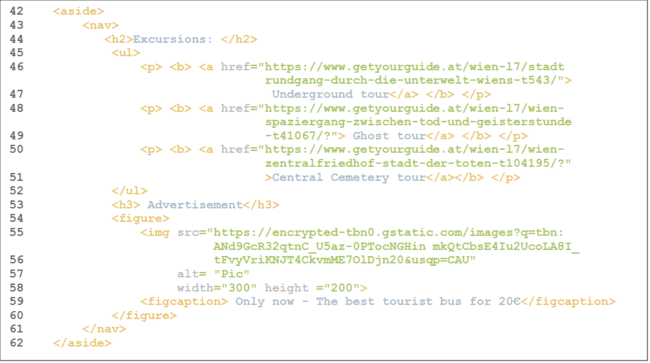 42 <aside>
43 <nav>
44 <h2>Excursions: </h2>
45 <ul>
46 <p> <b> <a href="https://www.getyourguide.at/wien-l7/stadt
rundgang-durch-die-unterwelt-wiens-t543/">
47 Underground tour</a> </b> </p>
48 <p> <b> <a href="https://www.getyourguide.at/wien-l7/wien-
spaziergang-zwischen-tod-und-geisterstunde
49 -t41067/?"> Ghost tour</a> </b> </p>
50 <p> <b> <a href="https://www.getyourguide.at/wien-l7/wien-
zentralfriedhof-stadt-der-toten-t104195/?"
51 >Central Cemetery tour</a></b> </p>
52 </ul>
53 <h3> Advertisement</h3>
54 <figure>
55 <img src="https://encrypted-tbn0.gstatic.com/images?q=tbn:
ANd9GcR32qtnC_U5az-0PTocNGHin mkQtCbsE4Iu2UcoLA8I_
56 tFvyVriKNJT4CkvmME7OlDjn20&usqp=CAU"
57 alt= "Pic"
58 width="300" height ="200">
59 <figcaption> Only now - The best tourist bus for 20€</figcaption>
60 </figure>
61 </nav>
62 </aside>